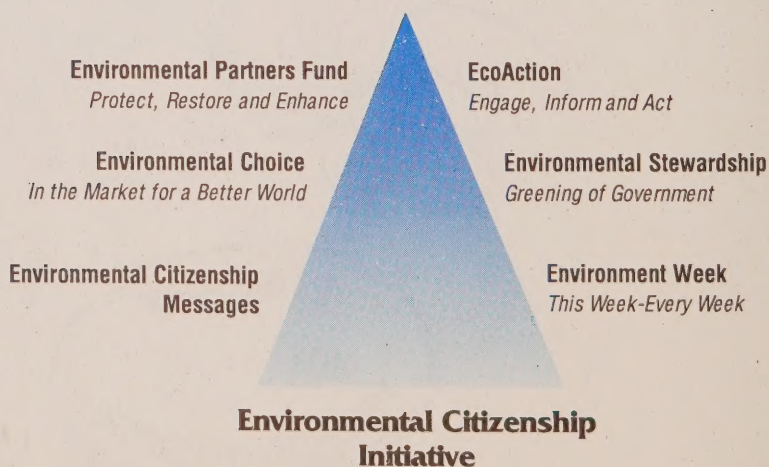 Environmental Partners Fund
Protect, Restore and Enhance
EcoAction
Engage, Inform and Act
Environmental Choice
In the Market for a Better World
Environmental Stewardship
Greening of Government
Environmental Citizenship
Messages
Environment Week
This Week-Every Week
Environmental Citizenship
Initiative